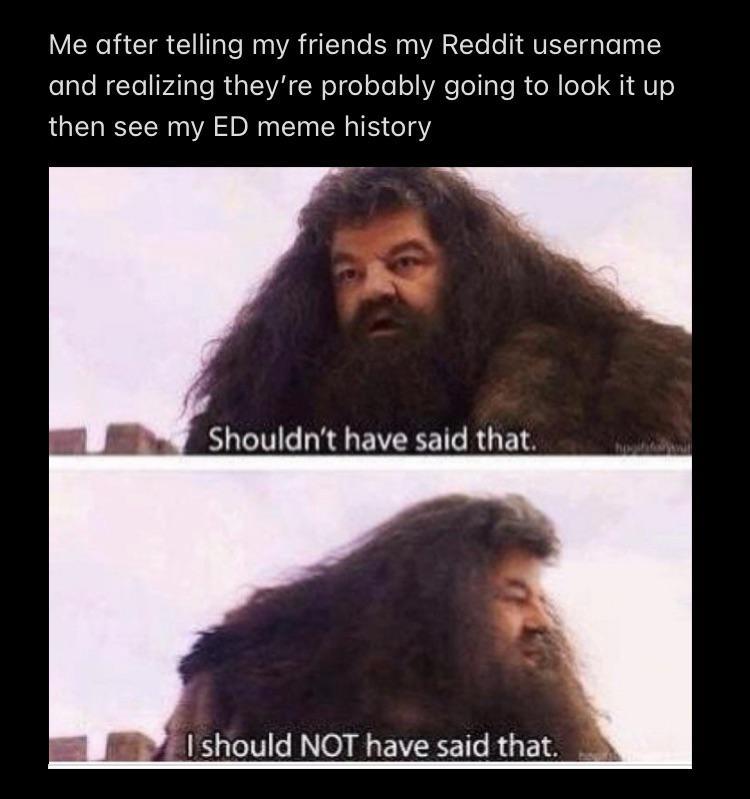 Me after telling my friends my Reddit username
and realizing they’re probably going to look it up
then see my ED meme history
Shouldn't have said that.
I should NOT have said that.